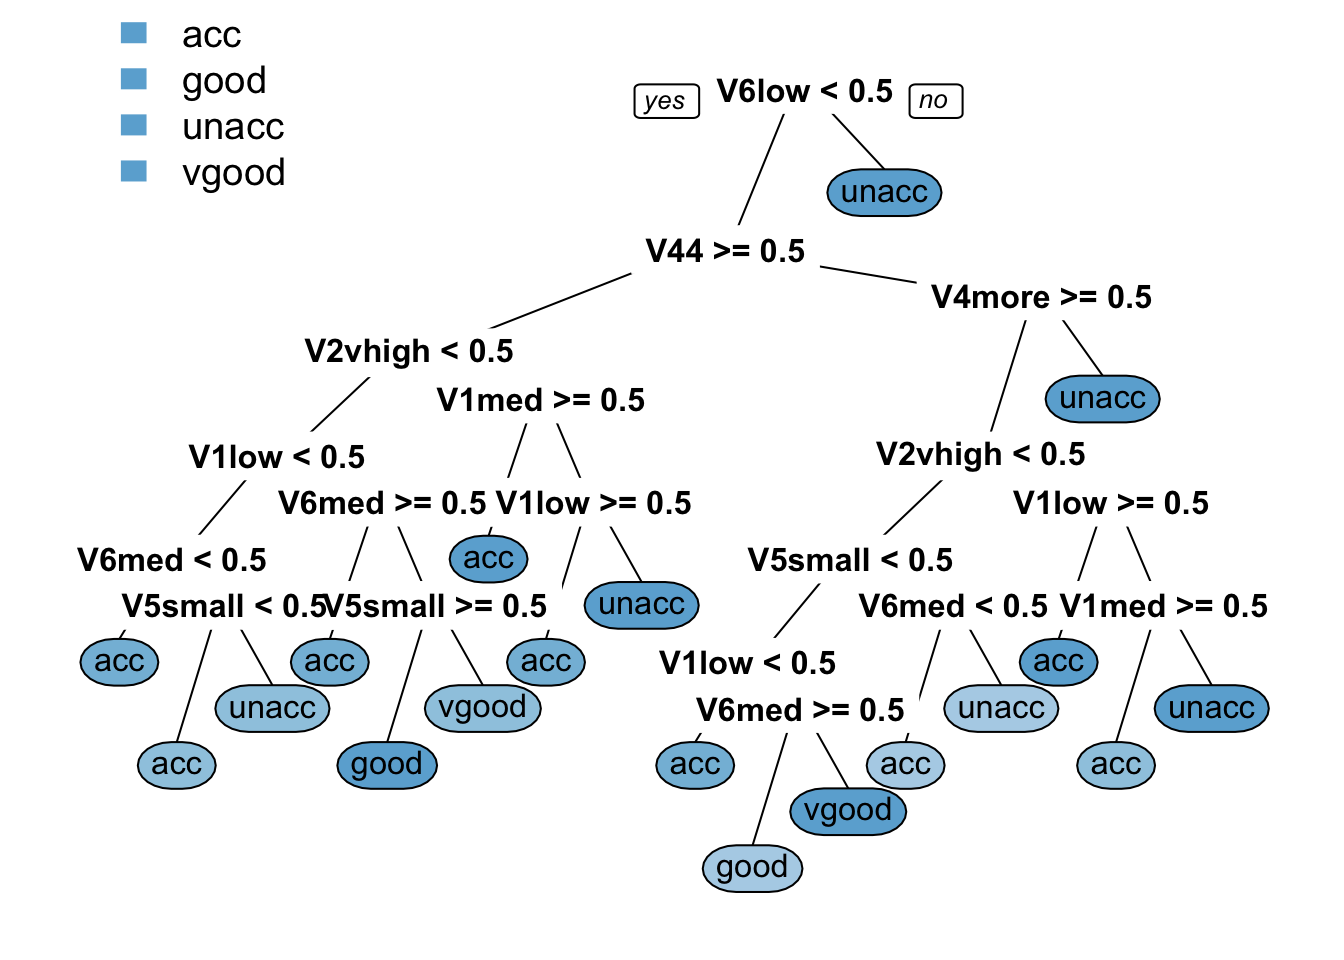 acc
good
unacc
vgood
yes V6low < 0.5 no
unacc
V44 >= 0.5
V4more >= 0.5
V2vhigh < 0.5
V1med >= 0.5
unacc
V1low < 0.5
V2vhigh < 0.5
V6med >= 0.5 V1low >= 0.5 V1low >= 0.5
V6med < 0.5 acc V5small < 0.5
V5small < 0.5 V5small >= 0.5 unacc V6med < 0.5 V1med >= 0.5
acc acc acc V1low < 0.5 acc
unacc vgood V6med >= 0.5 unacc unacc
acc good acc acc acc
vgood
good